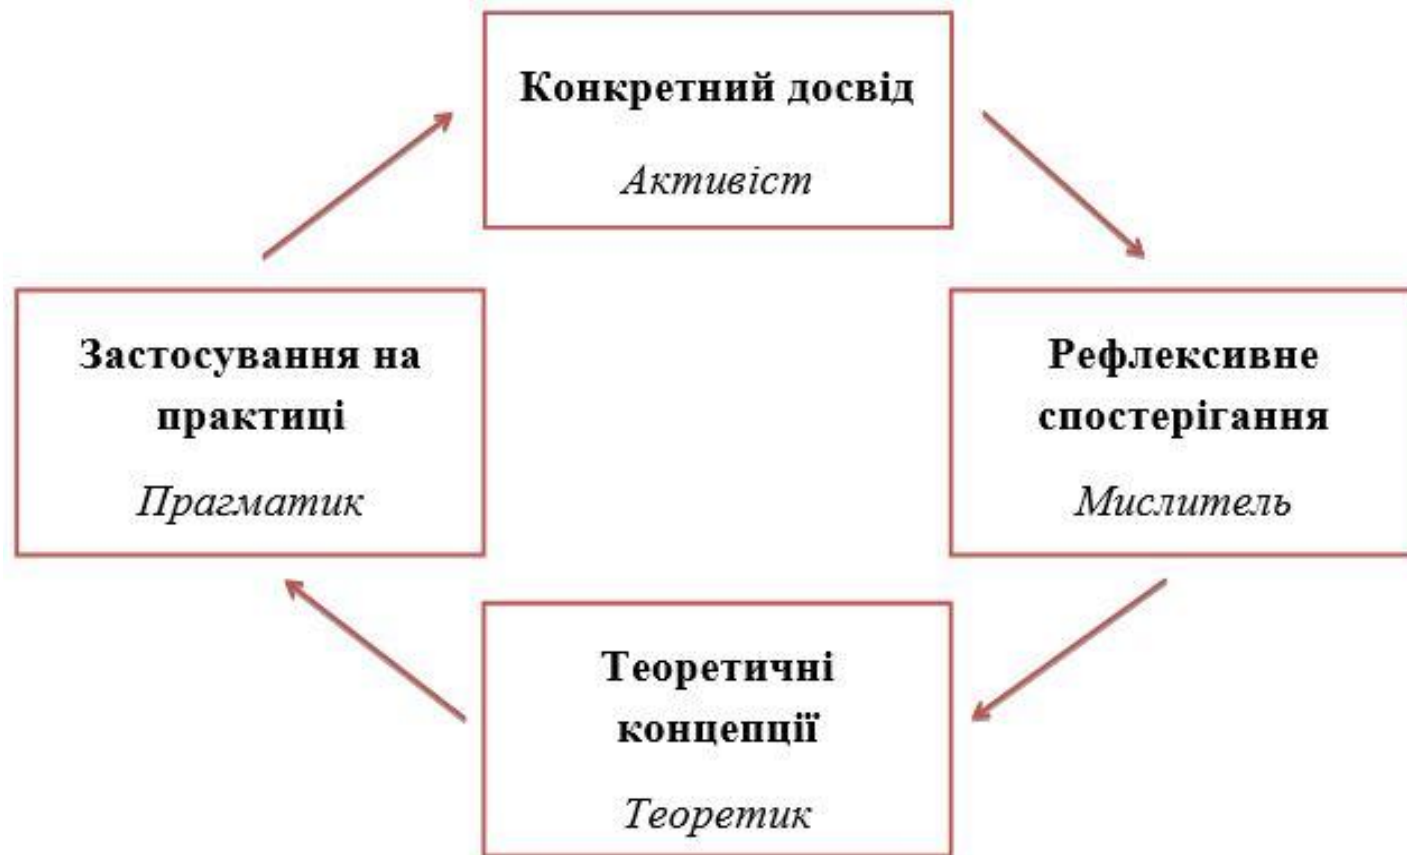 Конкретний досвід
Активіст
Застосування на
практиці
Прагматик
Рефлексивне
спостерігання
Мислитель
Теоретичні
концепції
Теоретик